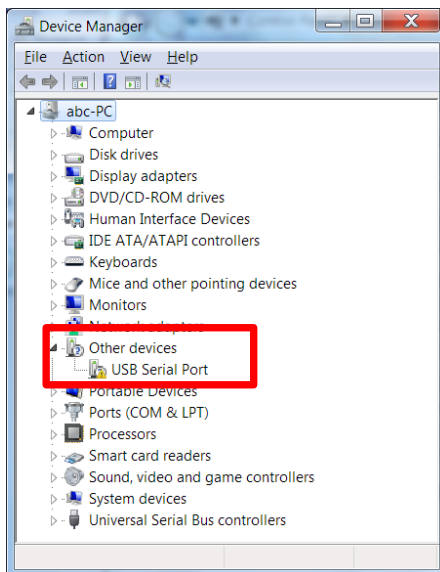 Device Manager
File Action View Help
abc-PC
Computer
Disk drives
Display adapters
DVD/CD-ROM drives
Human Interface Devices
IDE ATA/ATAPI controllers
Keyboards
Mice and other pointing devices
Monitors
Network adapters
Other devices
USB Serial Port
Portable Devices
Ports (COM & LPT)
Processors
Smart card readers
Sound, video and game controllers
System devices
Universal Serial Bus controllers